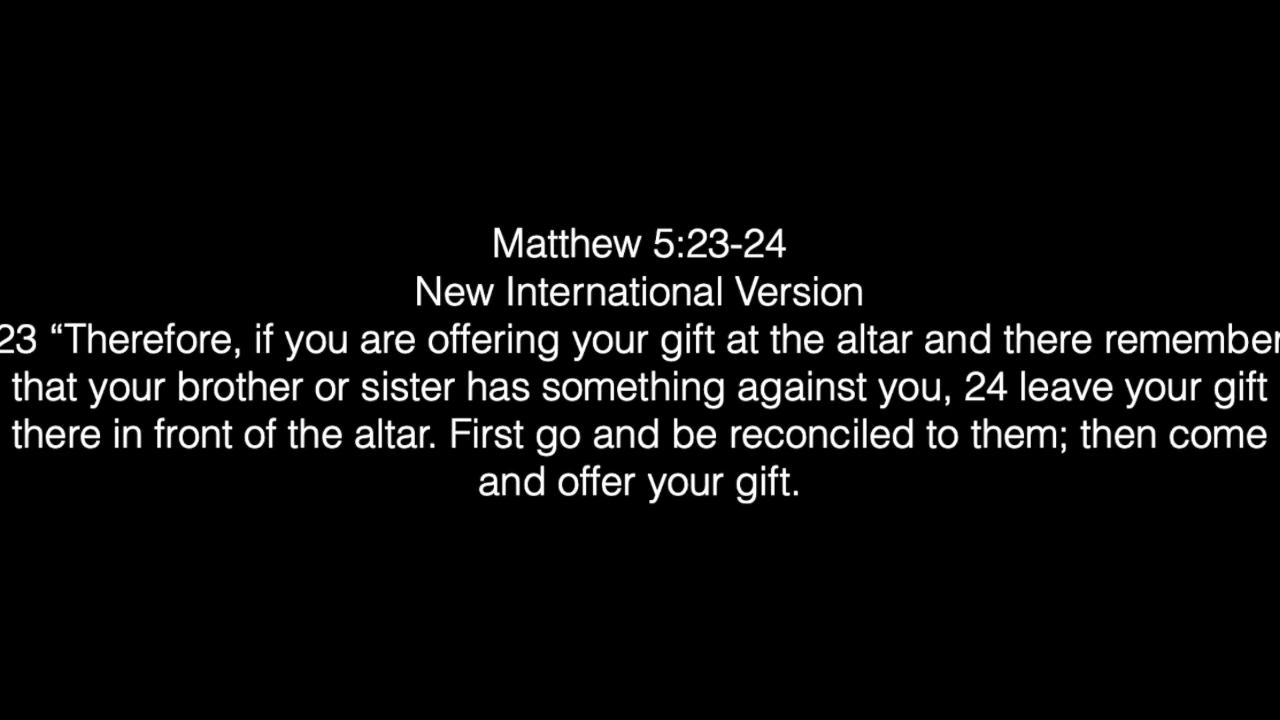 Matthew 5:23-24
New International Version
23 “Therefore, if you are offering your gift at the altar and there remember
that your brother or sister has something against you, 24 leave your gift
there in front of the altar. First go and be reconciled to them; then come
and offer your gift.